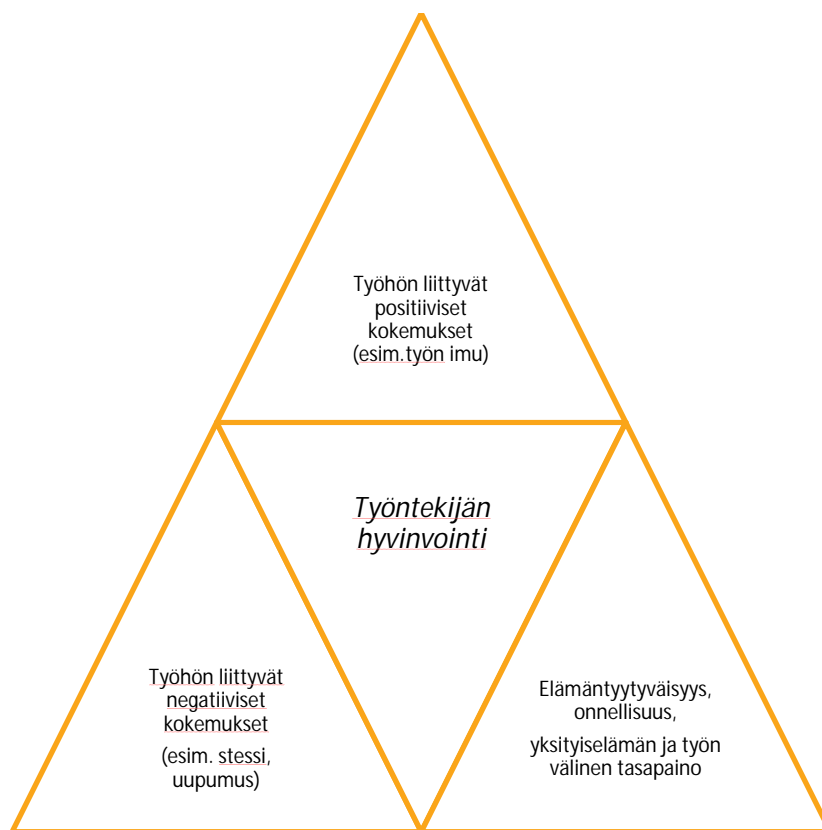 Työhön liittyvät
positiiviset
kokemukset
(esim.työn imu)
Työntekijän
hyvinvointi
Työhön liittyvät
negatiiviset
kokemukset
(esim. stessi,
uupumus)
Elämäntyytyväisyys,
onnellisuus,
yksityiselämän ja työn
välinen tasapaino